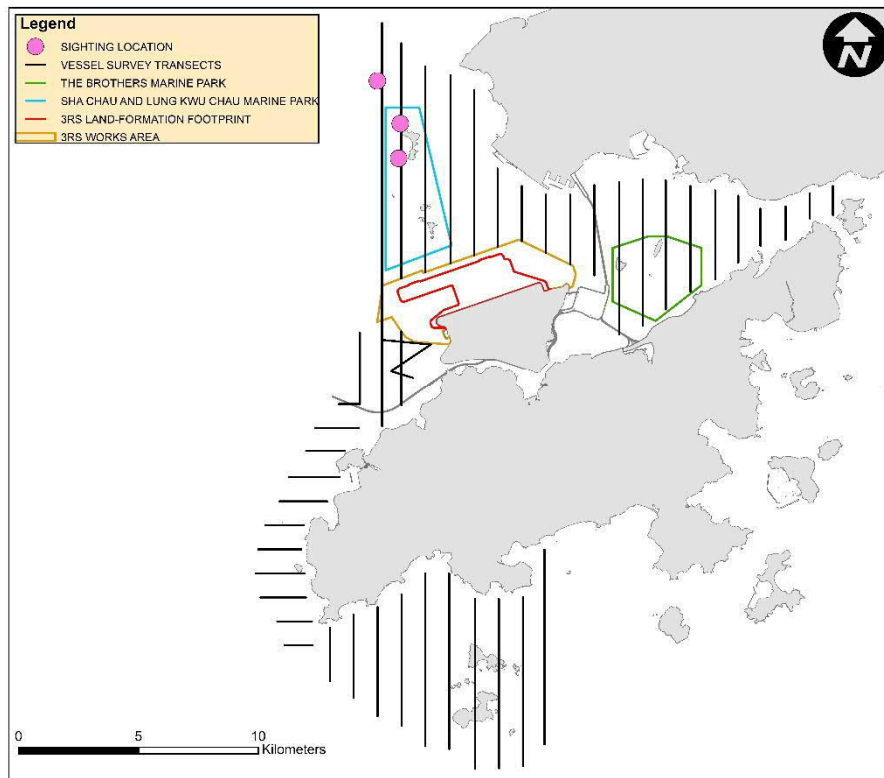 Legend
SIGHTING LOCATION
VESSEL SURVEY TRANSECTS
THE BROTHERS MARINE PARK
SHA CHAU AND LUNG KWU CHAU MARINE PARK
3RS LAND-FORMATION FOOTPRINT
3RS WORKS AREA
N
0 5 10
Kilometers